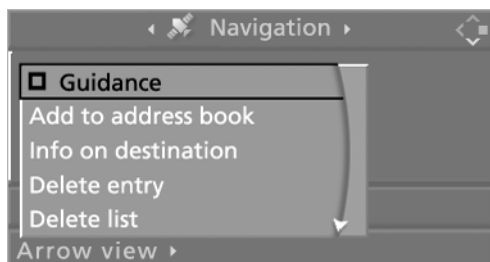 Navigation
Guidance
Add to address book
Info on destination
Delete entry
Delete list
Arrow view